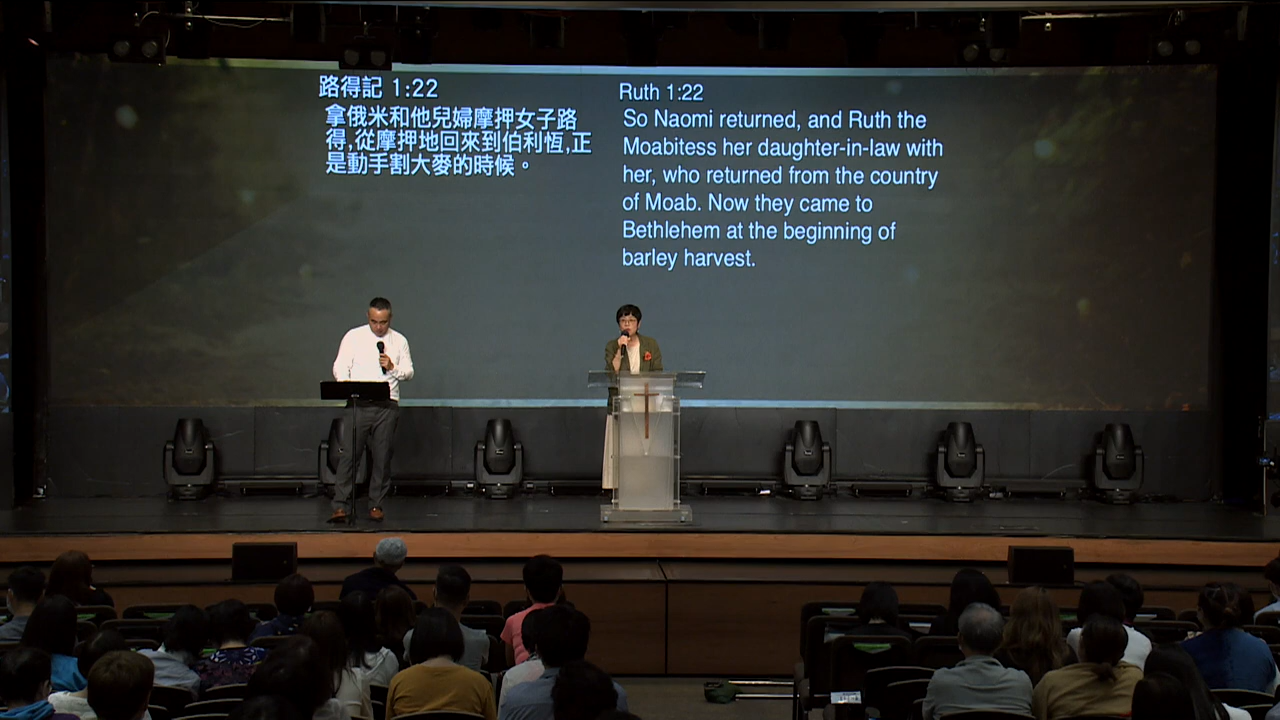 路得記 1:22
拿俄米和他兒婦摩押女子路
得,從摩押地回來到伯利恆,正
是動手割大麥的時候。
Ruth 1:22
So Naomi returned, and Ruth the
Moabitess her daughter-in-law with
her, who returned from the country
of Moab. Now they came to
Bethlehem at the beginning of
barley harvest.